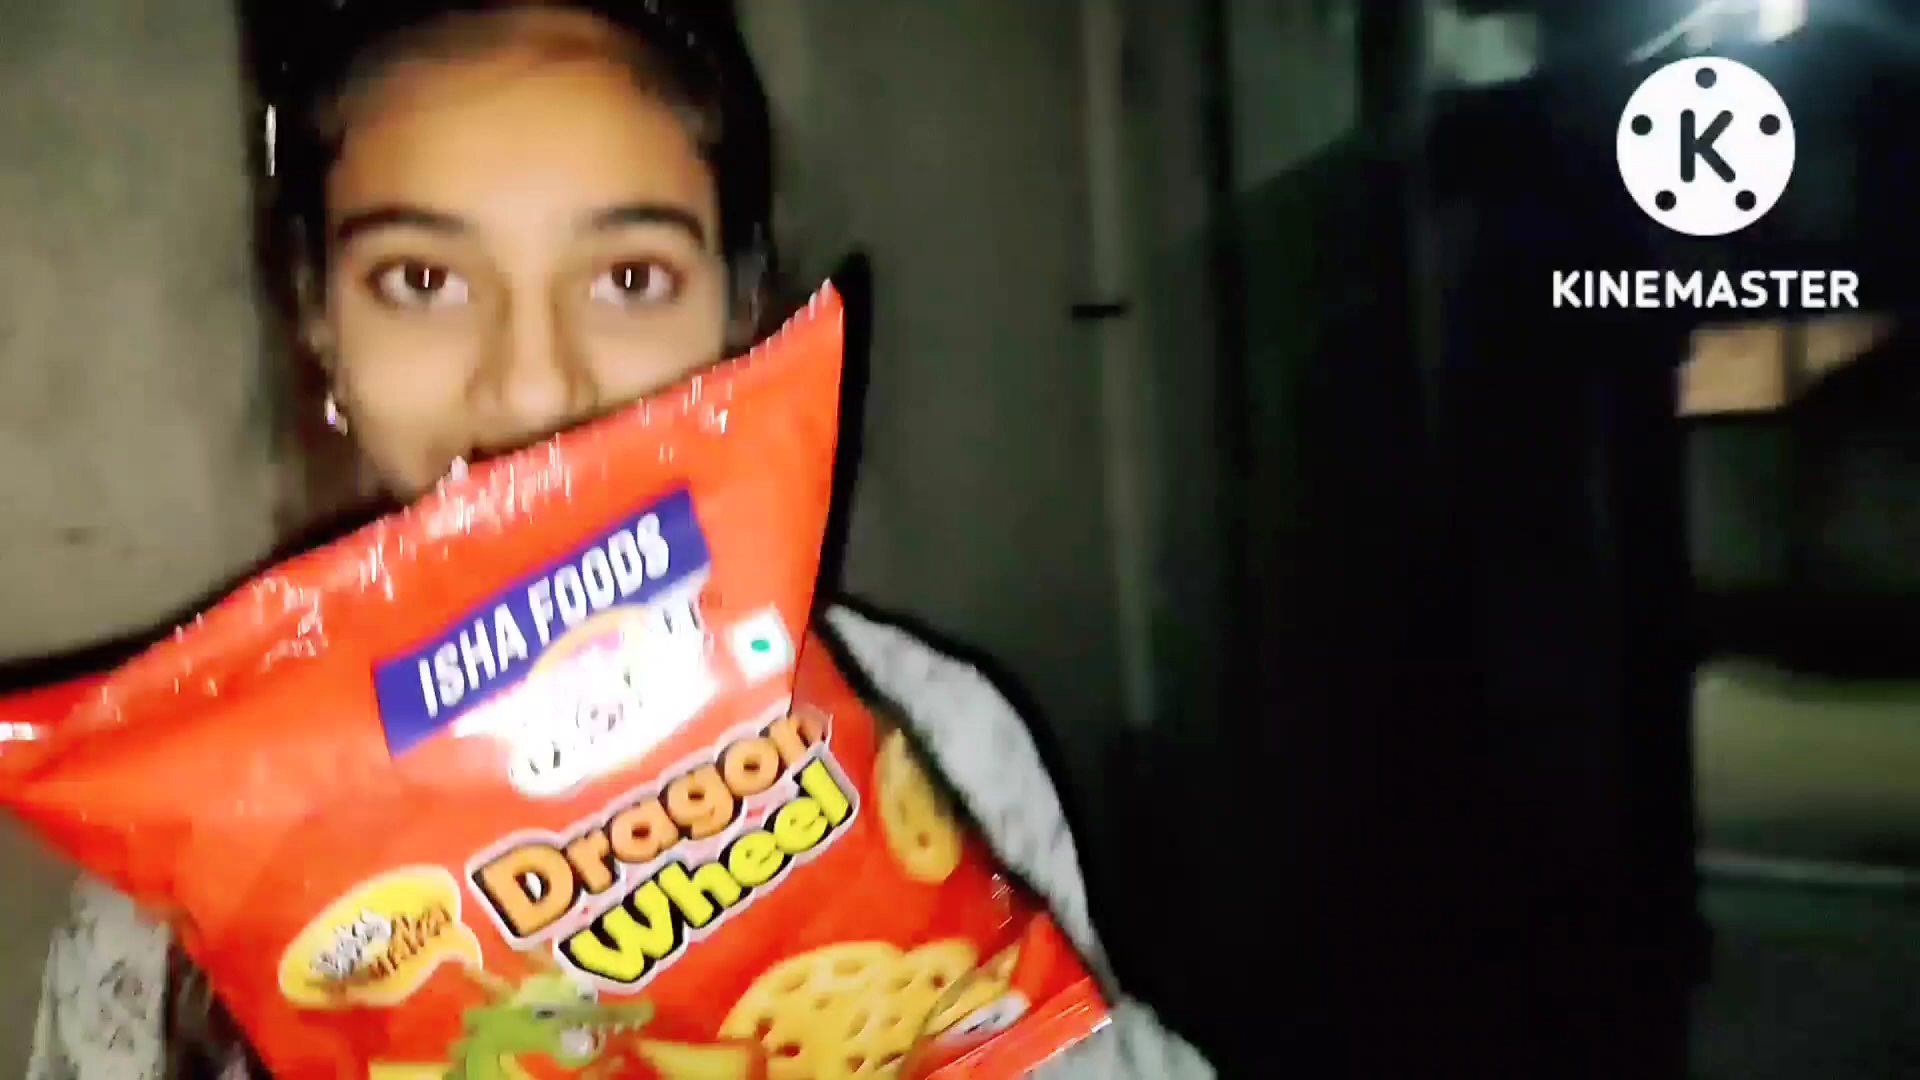 K
KINEMASTER
ISHA FOODS
Dragon
Wheel